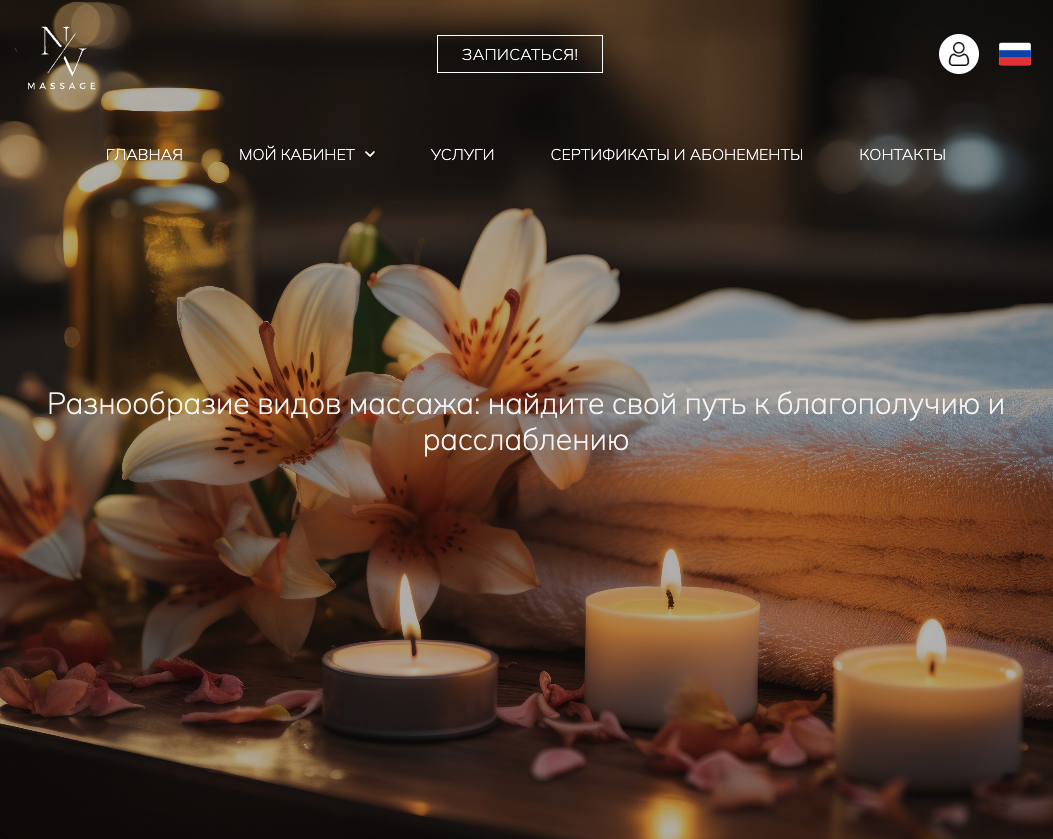 NV
MASSAGE
ЗАПИСАТЬСЯ!
ГЛАВНАЯ МОЙ КАБИНЕТ УСЛУГИ СЕРТИФИКАТЫ И АБОНЕМЕНТЫ КОНТАКТЫ
Разнообразие видов массажа: найдите свой путь к благополучию и
расслаблению